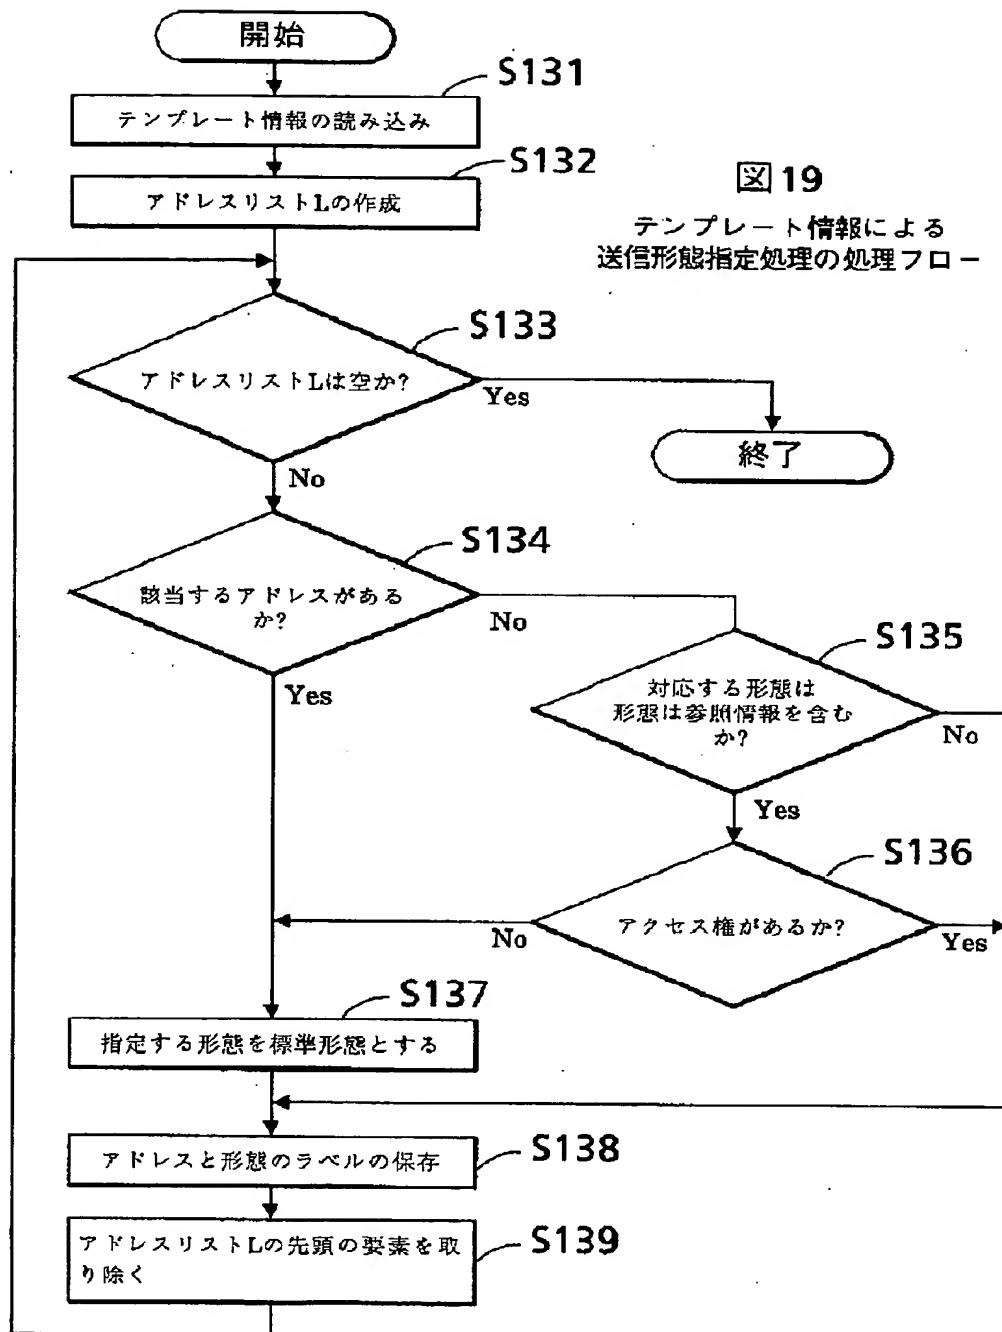 開始
S131
テンプレート情報の読み込み
S132
アドレスリストLの作成
図19
テンプレート情報による
送信形態指定処理の処理フロー
S133
アドレスリストLは空か?
Yes
終了
No
S134
該当するアドレスがある
か?
No
Yes
S135
対応する形態は
形態は参照情報を含む
か?
No
Yes
S136
アクセス権があるか?
No
Yes
S137
指定する形態を標準形態とする
S138
アドレスと形態のラベルの保存
S139
アドレスリストLの先頭の要素を取
り除く